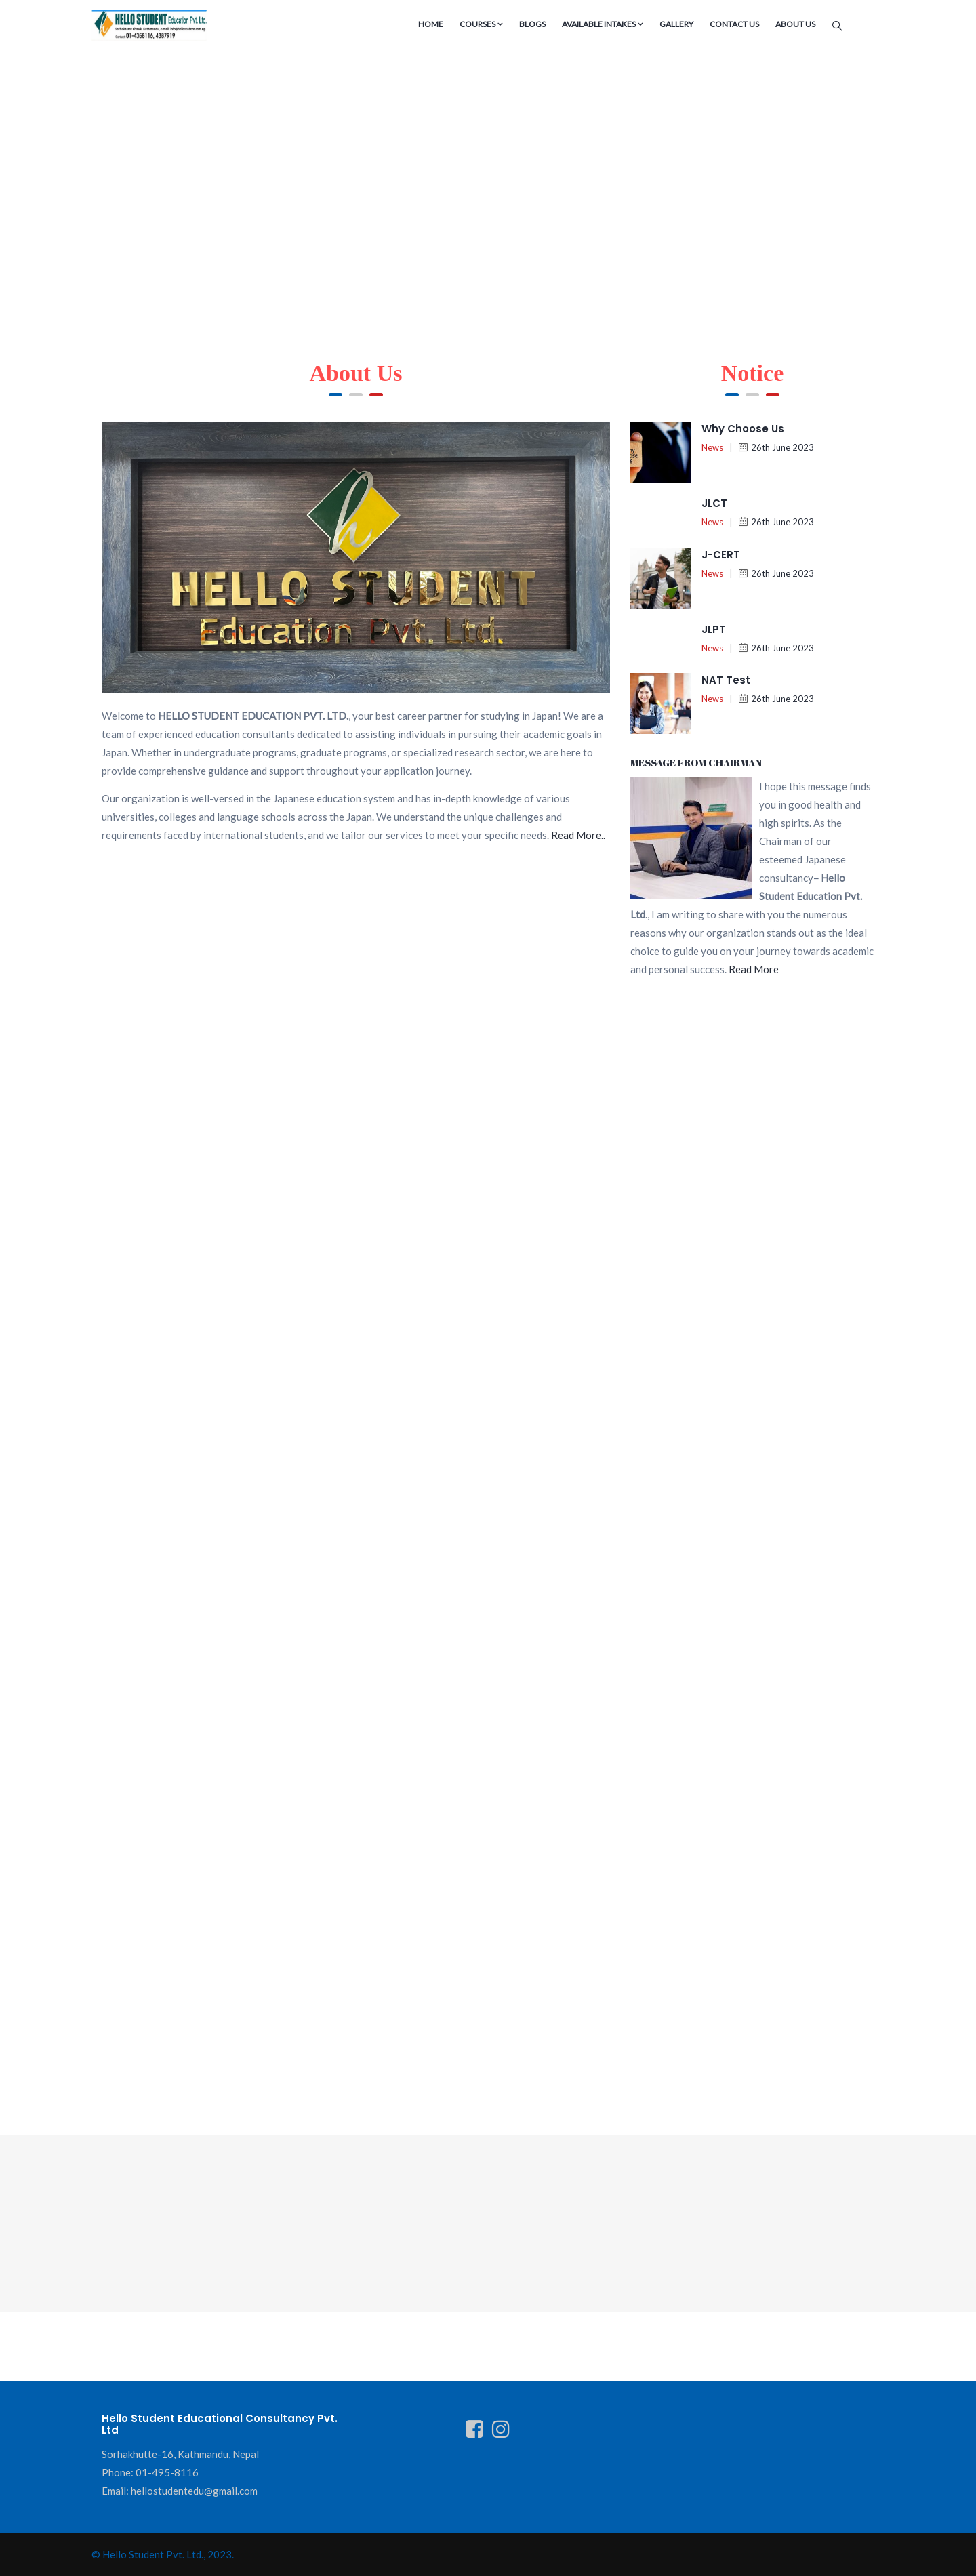 HELLO STUDENT Education Pvt. Ltd.
HOME COURSES BLOGS AVAILABLE INTAKES GALLERY CONTACT US ABOUT US
About Us
HELLO STUDENT
Education Pvt. Ltd.
Welcome to HELLO STUDENT EDUCATION PVT. LTD., your best career partner for studying in Japan! We are a
team of experienced education consultants dedicated to assisting individuals in pursuing their academic goals in
Japan. Whether in undergraduate programs, graduate programs, or specialized research sector, we are here to
provide comprehensive guidance and support throughout your application journey.
Our organization is well-versed in the Japanese education system and has in-depth knowledge of various
universities, colleges and language schools across the Japan. We understand the unique challenges and
requirements faced by international students, and we tailor our services to meet your specific needs. Read More..
Notice
Why Choose Us
News | 26th June 2023
JLCT
News | 26th June 2023
J-CERT
News | 26th June 2023
JLPT
News | 26th June 2023
NAT Test
News | 26th June 2023
MESSAGE FROM CHAIRMAN
I hope this message finds
you in good health and
high spirits. As the
Chairman of our
esteemed Japanese
consultancy– Hello
Student Education Pvt.
Ltd., I am writing to share with you the numerous
reasons why our organization stands out as the ideal
choice to guide you on your journey towards academic
and personal success. Read More
Hello Student Educational Consultancy Pvt.
Ltd
Sorhakhutte-16, Kathmandu, Nepal
Phone: 01-495-8116
Email: hellostudentedu@gmail.com
© Hello Student Pvt. Ltd., 2023.